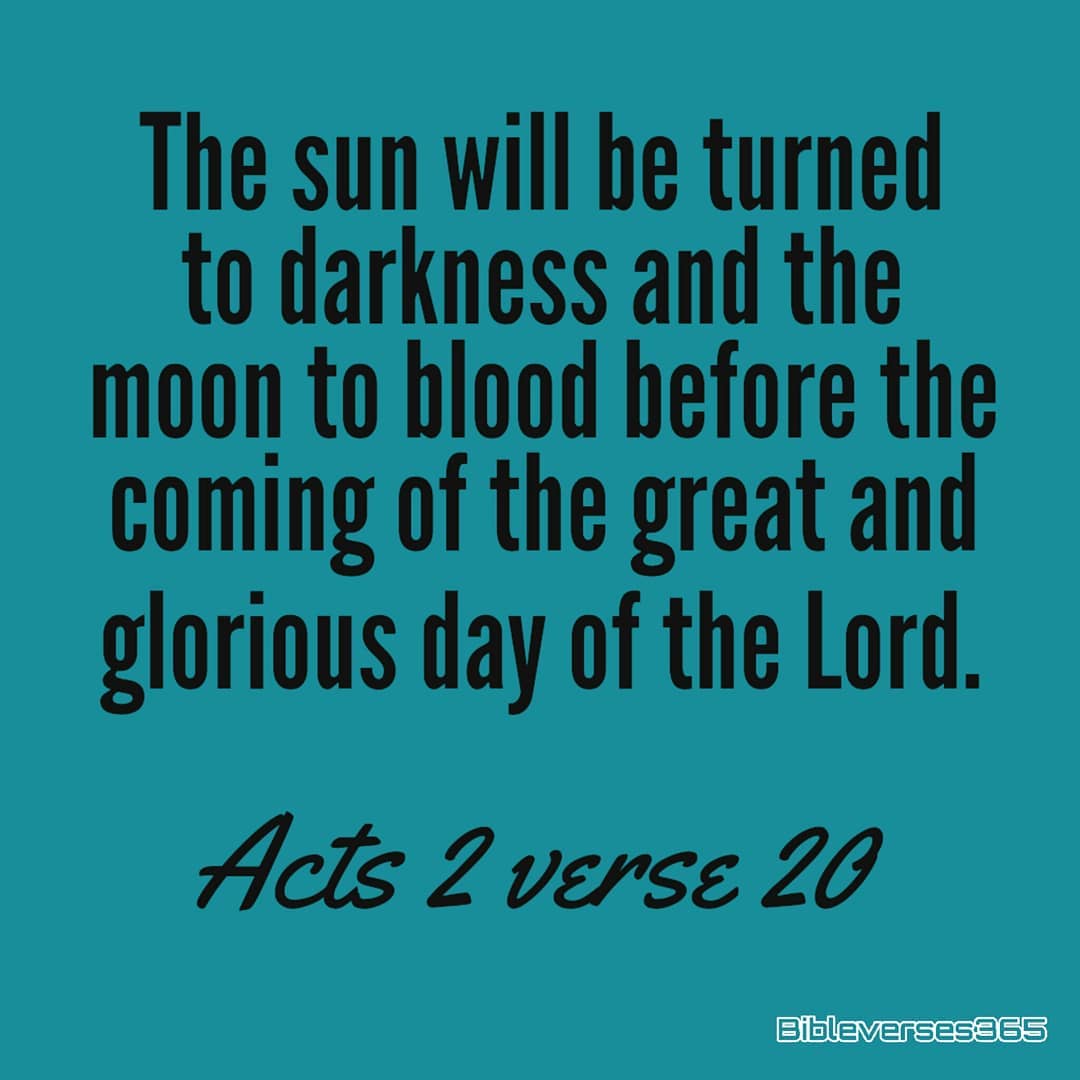 The sun will be turned
to darkness and the
moon to blood before the
coming of the great and
glorious day of the Lord.
Acts 2 verse 20
Bibleverses365